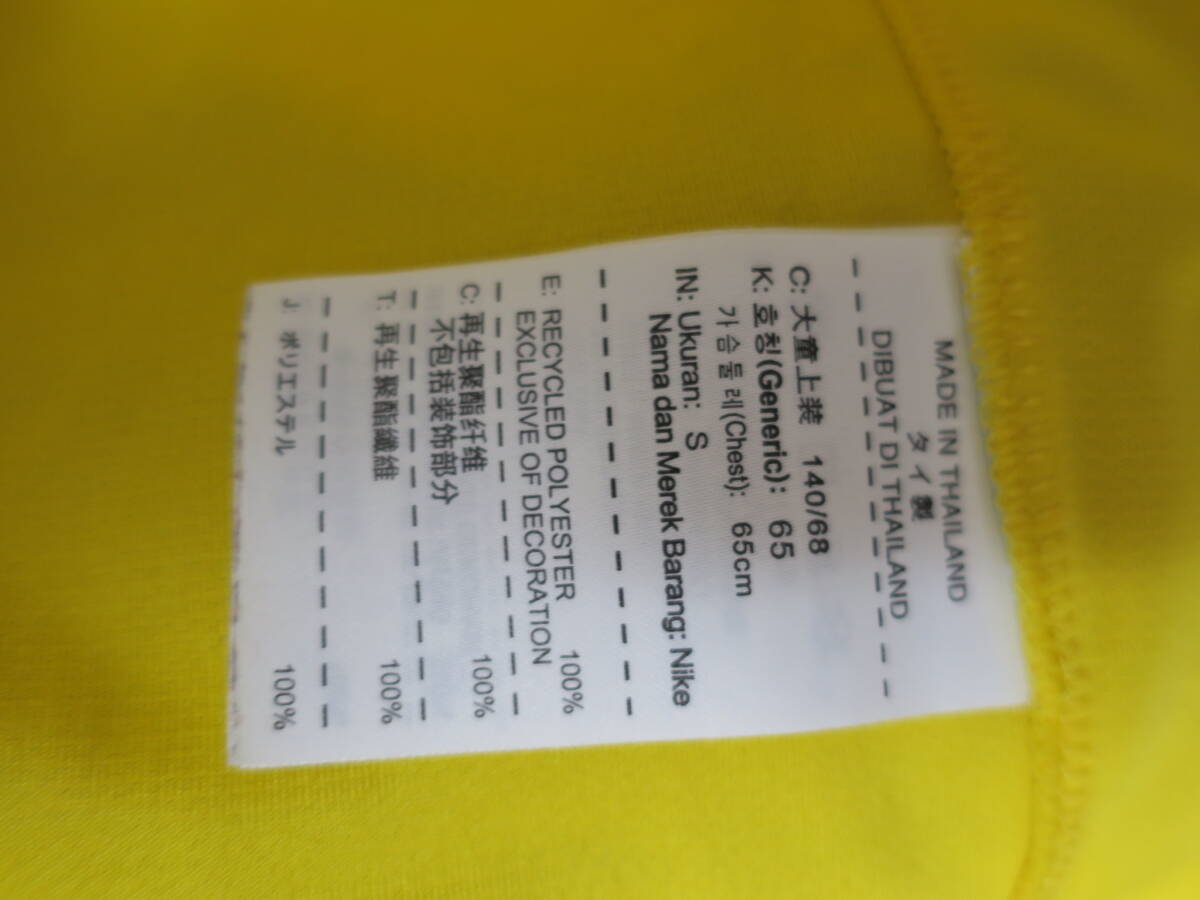 MADE IN THAILAND
タイ製
DIBUAT DI THAILAND
C: 大童上装 140/68
K: 호칭(Generic): 65
가슴둘레(Chest): 65cm
IN: Ukuran: S
Nama dan Merek Barang: Nike
E: RECYCLED POLYESTER 100%
EXCLUSIVE OF DECORATION
C: 再生聚酯纤维 100%
不包括装饰部分
T: 再生聚酯纖維 100%
J: ポリエステル 100%